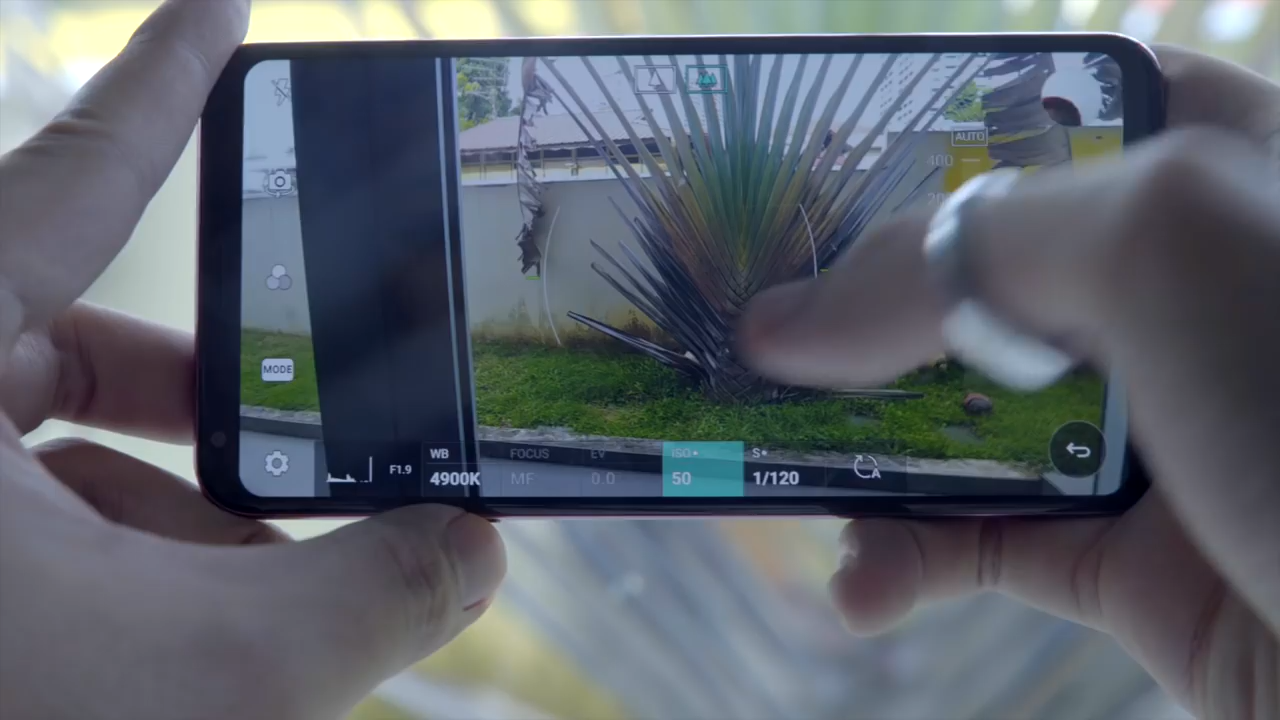 AUTO
400
MODE
F1.9
WB
4900K
FOCUS
MF
EV
0.0
ISO
50
S
1/120
A